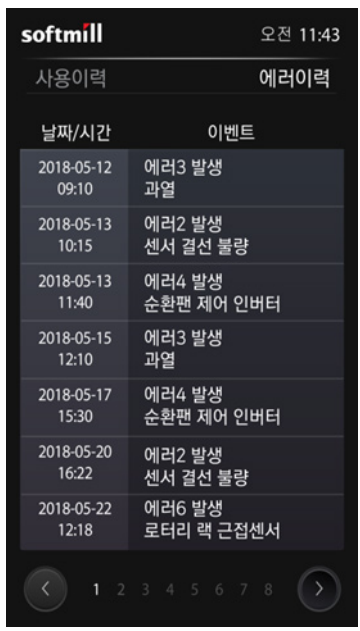 softmill 오전 11:43
사용이력 에러이력
날짜/시간 이벤트
2018-05-12 에러3 발생
09:10 과열
2018-05-13 에러2 발생
10:15 센서 결선 불량
2018-05-13 에러4 발생
11:40 순환팬 제어 인버터
2018-05-15 에러3 발생
12:10 과열
2018-05-17 에러4 발생
15:30 순환팬 제어 인버터
2018-05-20 에러2 발생
16:22 센서 결선 불량
2018-05-22 에러6 발생
12:18 로터리 랙 근접센서
1 2 3 4 5 6 7 8